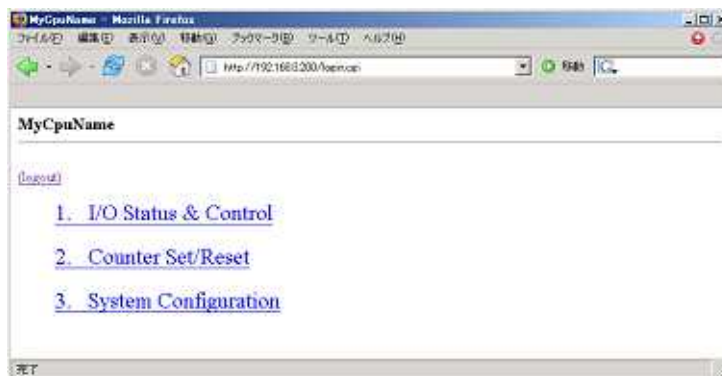 MyCpuName - Mozilla Firefox
ファイル(F) 編集(E) 表示(V) 移動(G) ブックマーク(B) ツール(T) ヘルプ(H)
移動
MyCpuName
(logout)
1. I/O Status & Control
2. Counter Set/Reset
3. System Configuration
完了